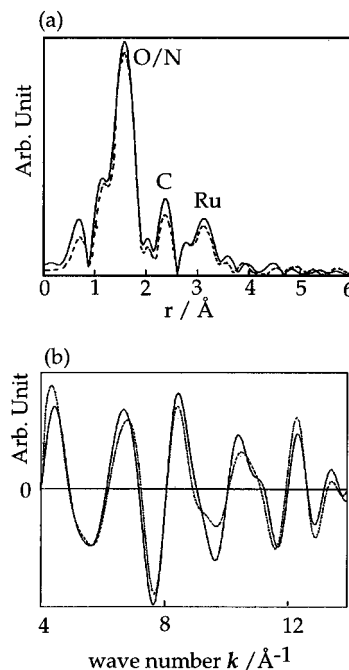 (a)
Arb. Unit
O/N
C
Ru
0 1 2 3 4 5 6
r / Å
(b)
Arb. Unit
0
4 8 12
wave number k / Å-1